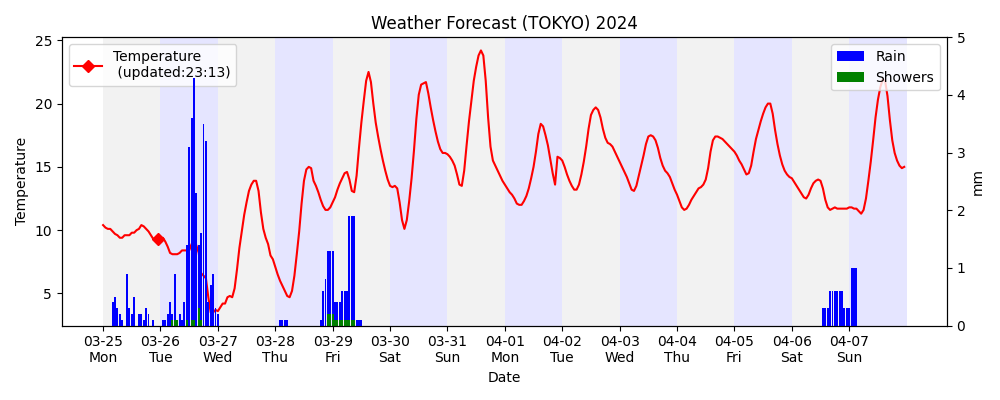 Weather Forecast (TOKYO) 2024
Temperature
(updated:23:13)
Rain
Showers
25
20
15
10
5
Temperature
5
4
3
2
1
0
mm
03-25 03-26 03-27 03-28 03-29 03-30 03-31 04-01 04-02 04-03 04-04 04-05 04-06 04-07
Mon Tue Wed Thu Fri Sat Sun Mon Tue Wed Thu Fri Sat Sun
Date